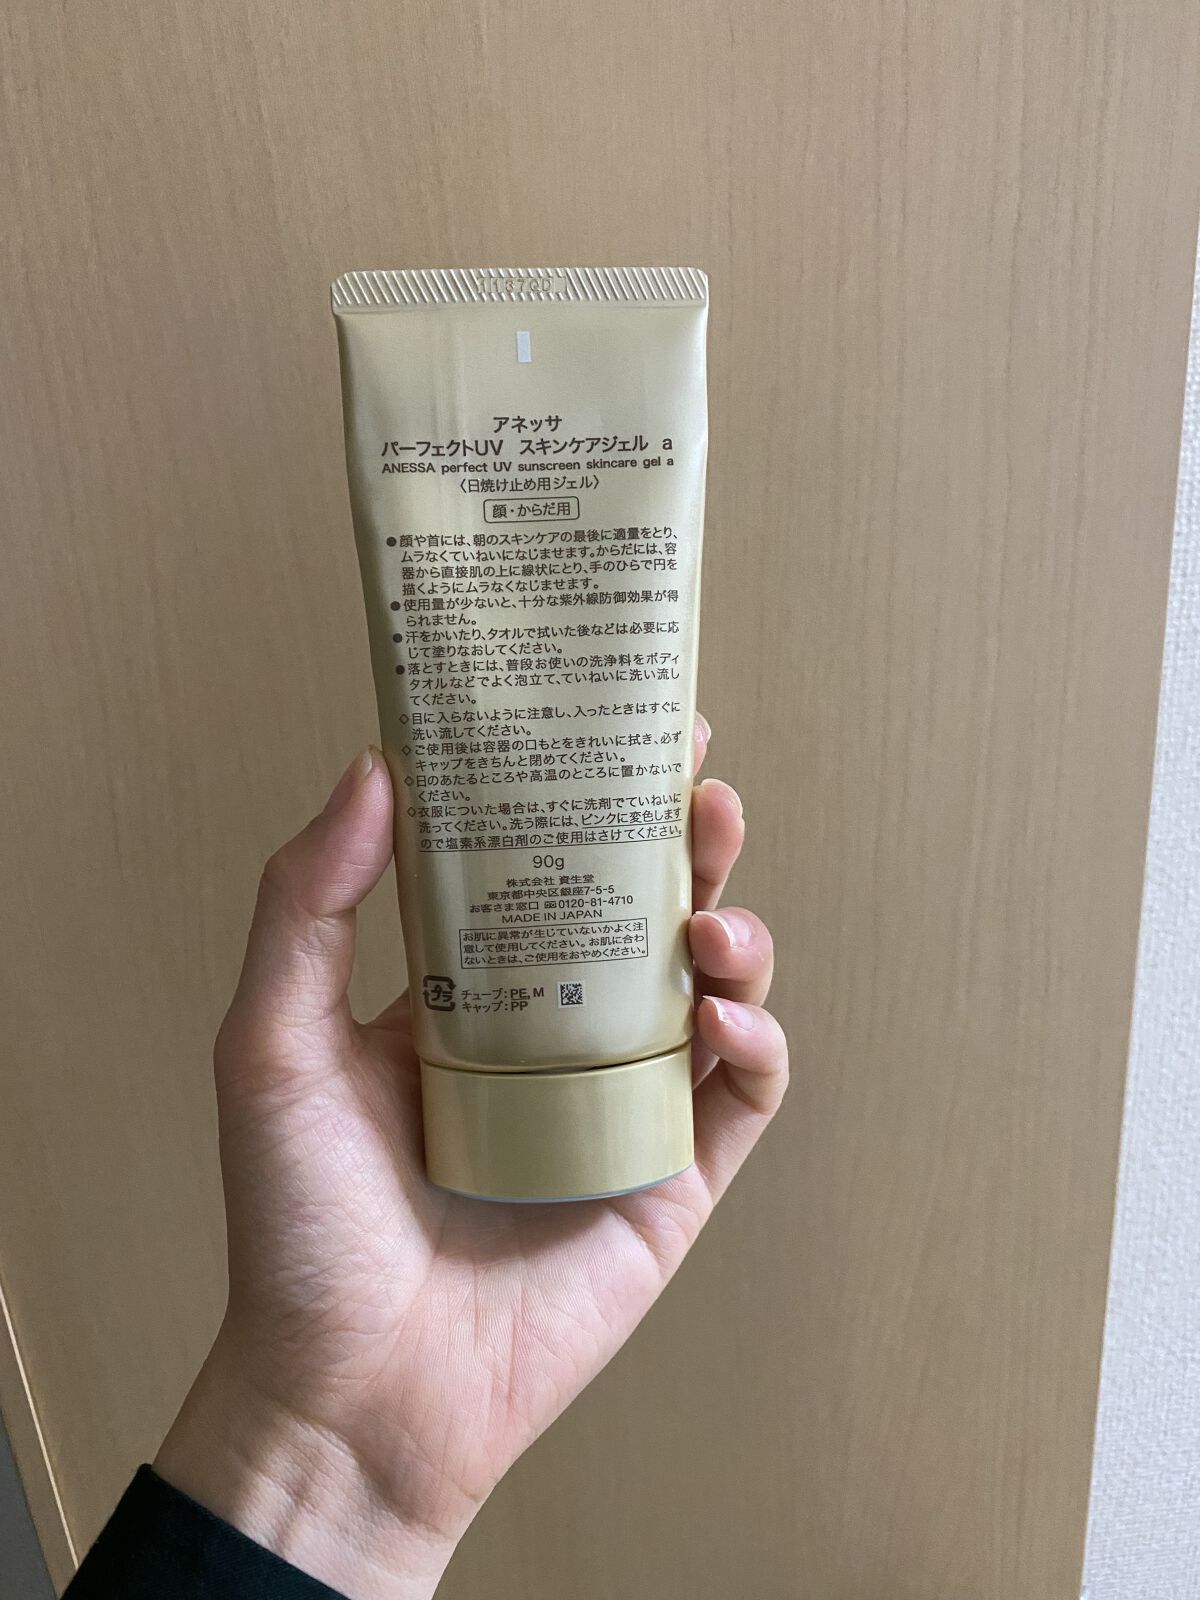 1137QD
アネッサ
パーフェクトUV スキンケアジェル a
ANESSA perfect UV sunscreen skincare gel a
〈日焼け止め用ジェル〉
顔・からだ用
●顔や首には、朝のスキンケアの最後に適量をとり、
ムラなくていねいになじませます。からだには、容
器から直接肌の上に線状にとり、手のひらで円を
描くようにムラなくなじませます。
●使用量が少ないと、十分な紫外線防御効果が得
られません。
●汗をかいたり、タオルで拭いた後などは必要に応
じて塗りなおしてください。
●落とすときには、普段お使いの洗浄料をボディ
タオルなどでよく泡立て、ていねいに洗い流し
てください。
◇目に入らないように注意し、入ったときはすぐに
洗い流してください。
◇ご使用後は容器の口もとをきれいに拭き、必ず
キャップをきちんと閉めてください。
◇日のあたるところや高温のところに置かないで
ください。
◇衣服についた場合は、すぐに洗剤でていねいに
洗ってください。洗う際には、ピンクに変色します
ので塩素系漂白剤のご使用はさけてください。
90g
株式会社 資生堂
東京都中央区銀座7-5-5
お客さま窓口 0120-81-4710
MADE IN JAPAN
お肌に異常が生じていないかよく注
意して使用してください。お肌に合わ
ないときは、ご使用をおやめください。
プラ チューブ：PE, M
キャップ：PP